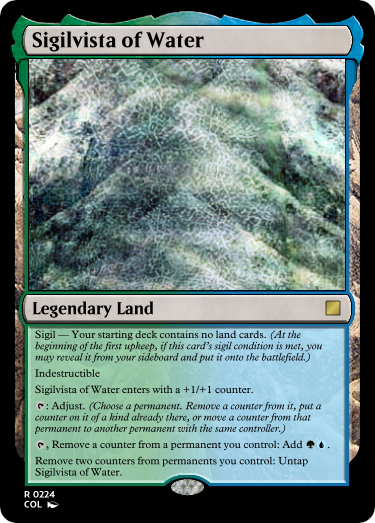 Sigilvista of Water
Legendary Land
Sigil — Your starting deck contains no land cards. (At the
beginning of the first upkeep, if this card's sigil condition is met, you
may reveal it from your sideboard and put it onto the battlefield.)
Indestructible
Sigilvista of Water enters with a +1/+1 counter.
: Adjust. (Choose a permanent. Remove a counter from it, put a
counter on it of a kind already there, or move a counter from that
permanent to another permanent with the same controller.)
, Remove a counter from a permanent you control: Add .
Remove two counters from permanents you control: Untap
Sigilvista of Water.
R 0224
COL